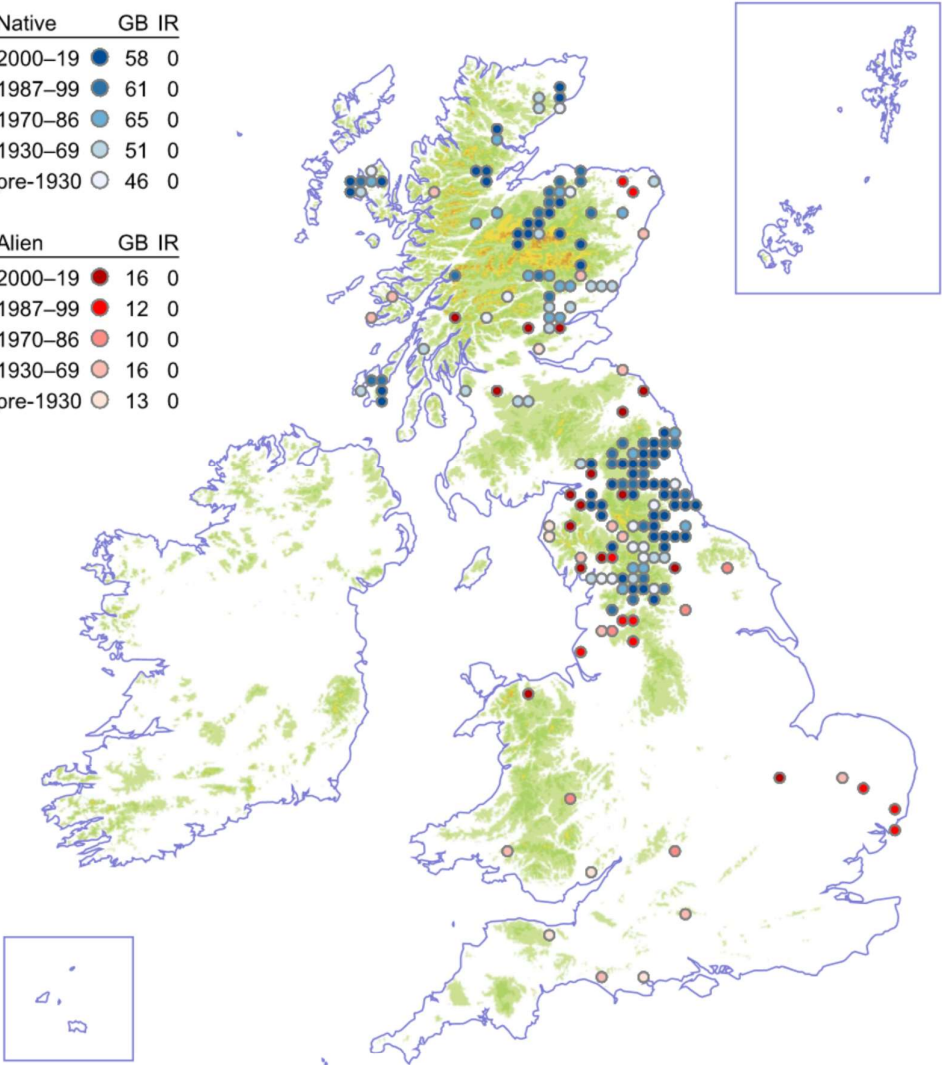 Native GB IR
2000–19 58 0
1987–99 61 0
1970–86 65 0
1930–69 51 0
ore-1930 46 0
Alien GB IR
2000–19 16 0
1987–99 12 0
1970–86 10 0
1930–69 16 0
ore-1930 13 0